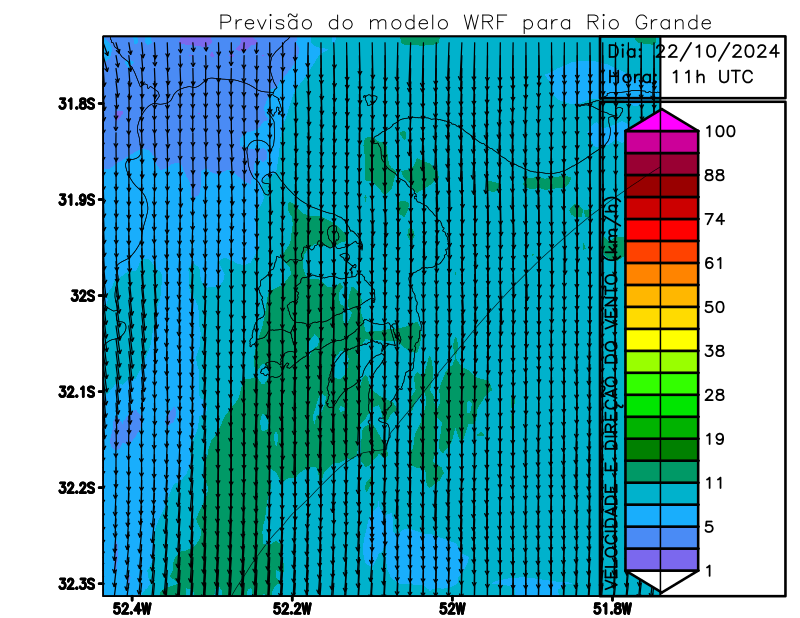 Previsão do modelo WRF para Rio Grande
Dia: 22/10/2024
Hora: 11h UTC
31.8S
31.9S
32S
32.1S
32.2S
32.3S
52.4W
52.2W
52W
51.8W
VELOCIDADE E DIREÇÃO DO VENTO (km/h)
100
88
74
61
50
38
28
19
11
5
1